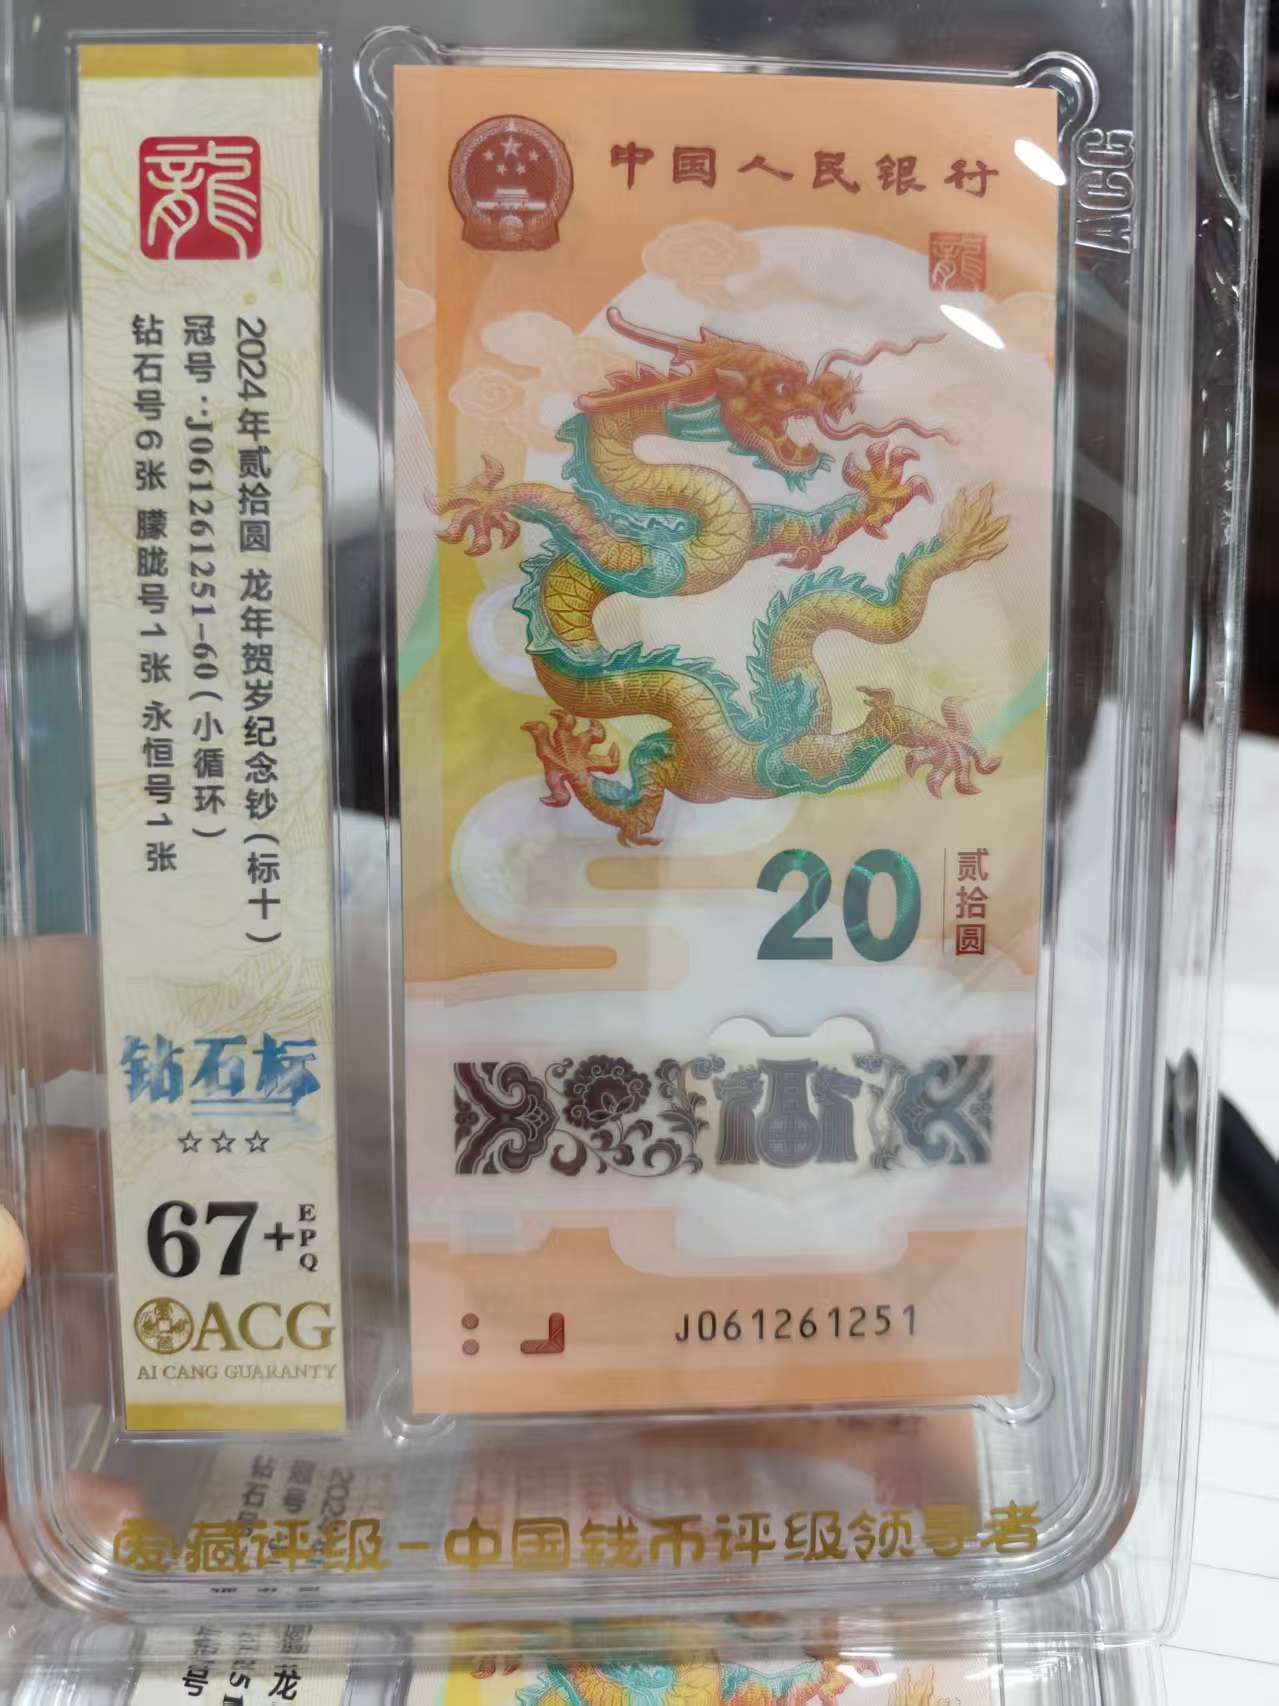 龍
2024年贰拾圆 龙年贺岁纪念钞(标十)
冠号:J061261251-60(小循环)
钻石号6张 朦胧号1张 永恒号1张
钻石标
☆☆☆
67+
EPQ
ACG
AI CANG GUARANTY
中国人民银行
龍
20
贰拾圆
J061261251
ACG
爱藏评级-中国钱币评级领导者